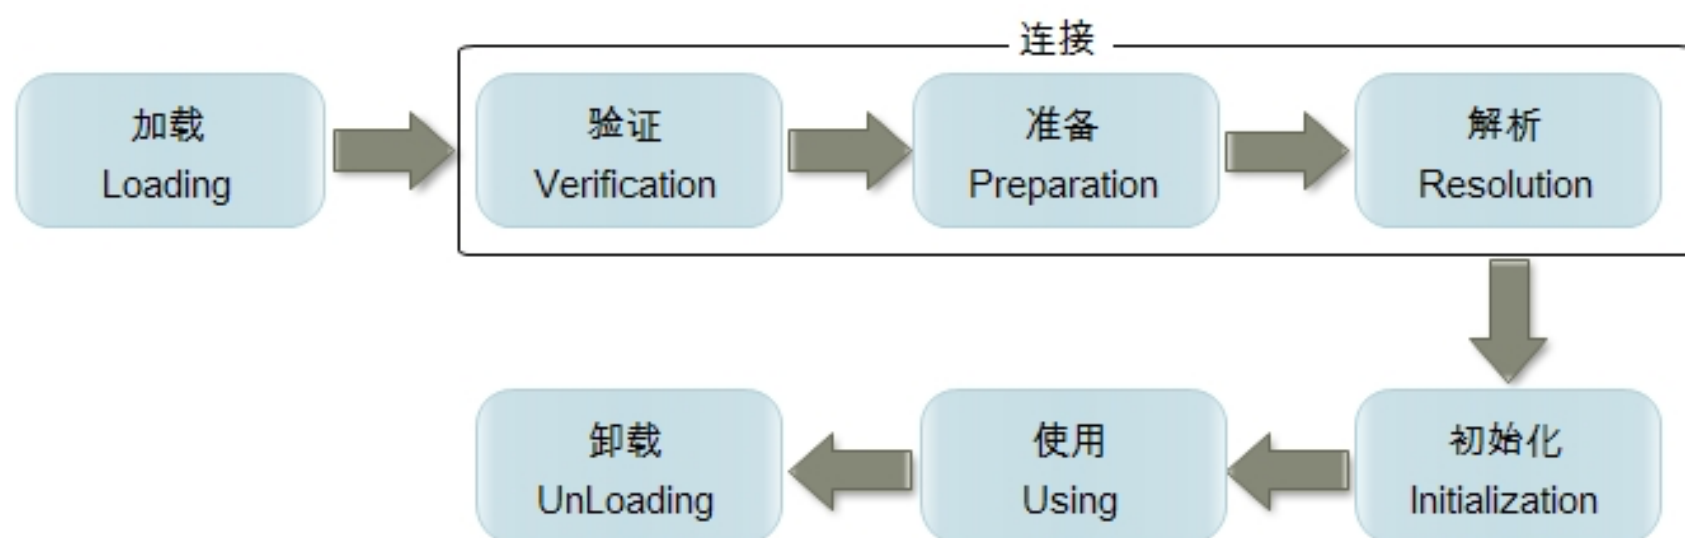 连接
加载
Loading
验证
Verification
准备
Preparation
解析
Resolution
初始化
Initialization
使用
Using
卸载
UnLoading